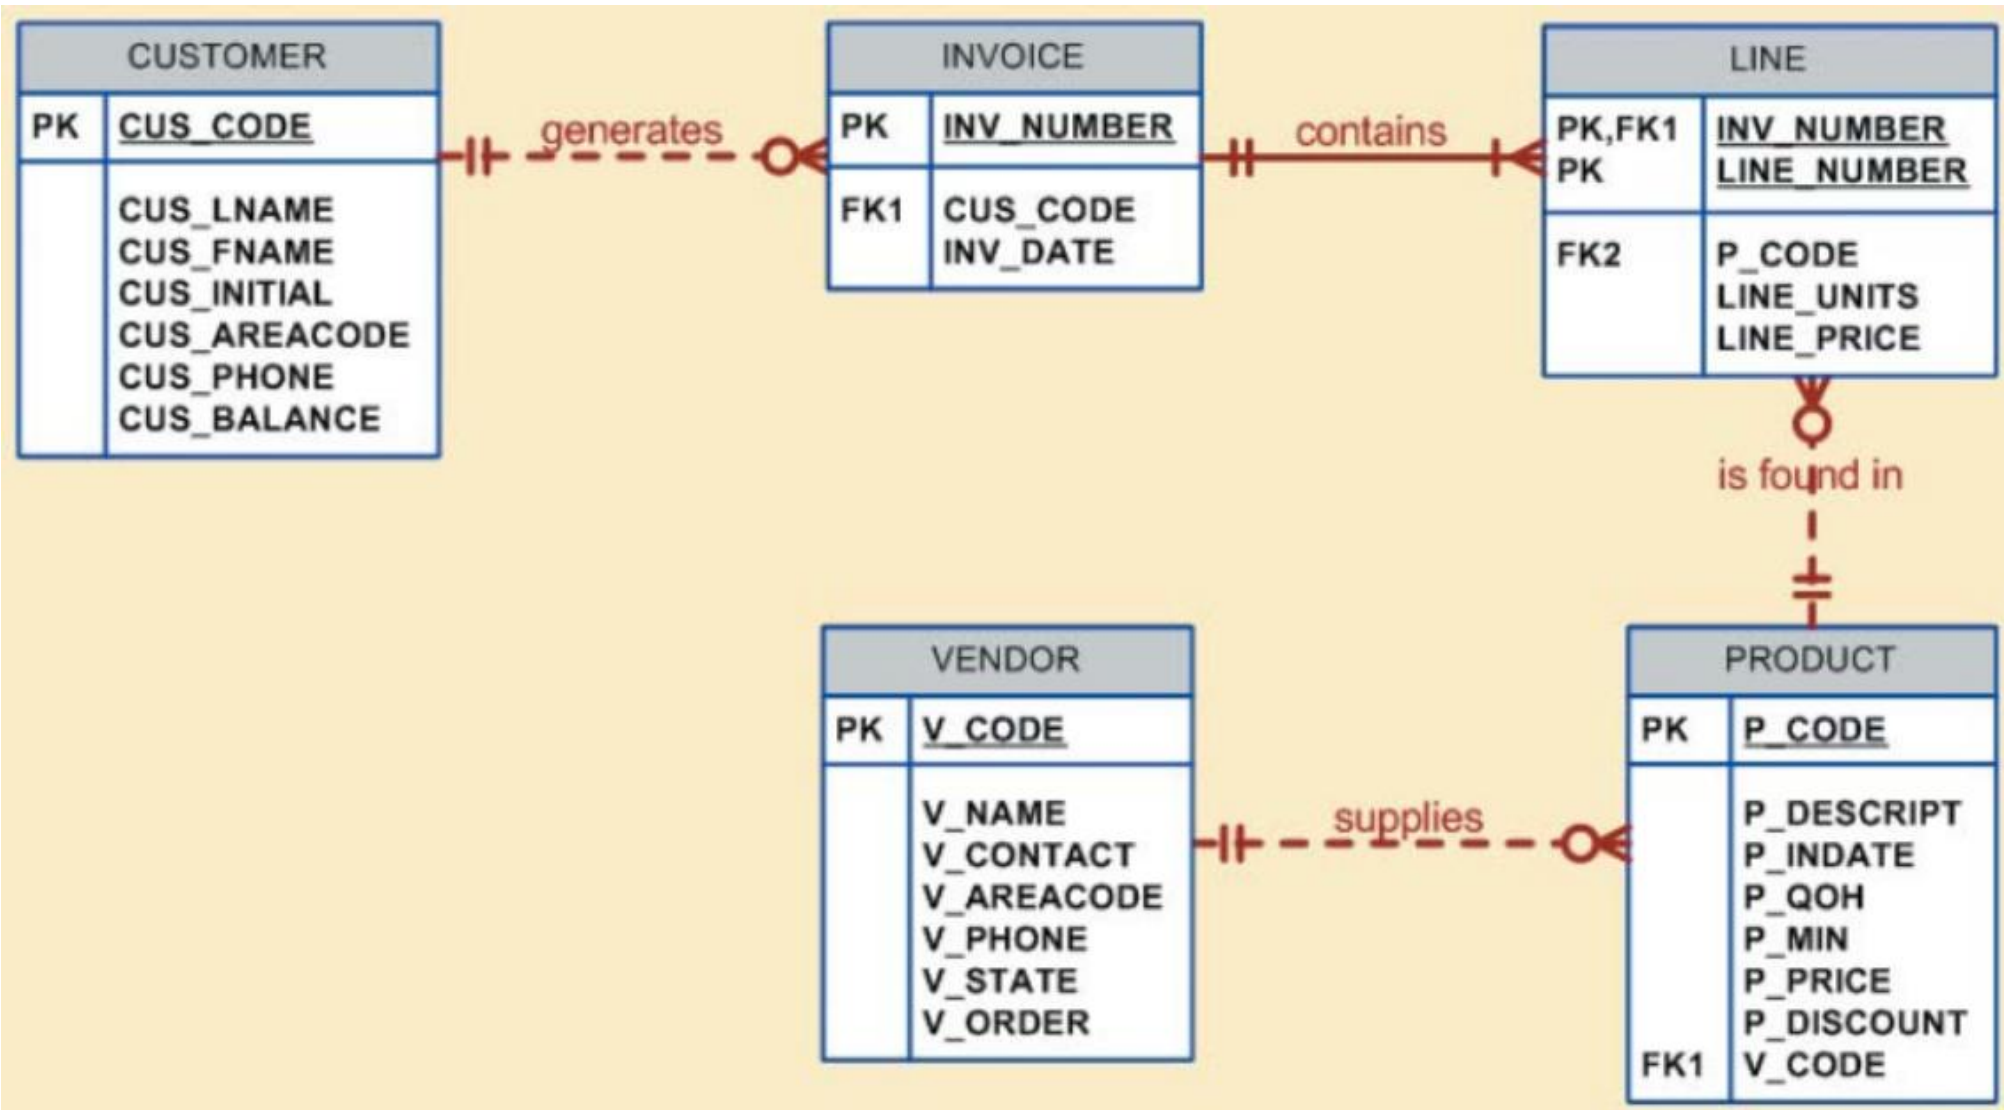 CUSTOMER
PK CUS_CODE
CUS_LNAME
CUS_FNAME
CUS_INITIAL
CUS_AREACODE
CUS_PHONE
CUS_BALANCE
generates
INVOICE
PK INV_NUMBER
FK1 CUS_CODE
INV_DATE
contains
LINE
PK,FK1 INV_NUMBER
PK LINE_NUMBER
FK2 P_CODE
LINE_UNITS
LINE_PRICE
is found in
VENDOR
PK V_CODE
V_NAME
V_CONTACT
V_AREACODE
V_PHONE
V_STATE
V_ORDER
supplies
PRODUCT
PK P_CODE
P_DESCRIPT
P_INDATE
P_QOH
P_MIN
P_PRICE
P_DISCOUNT
FK1 V_CODE